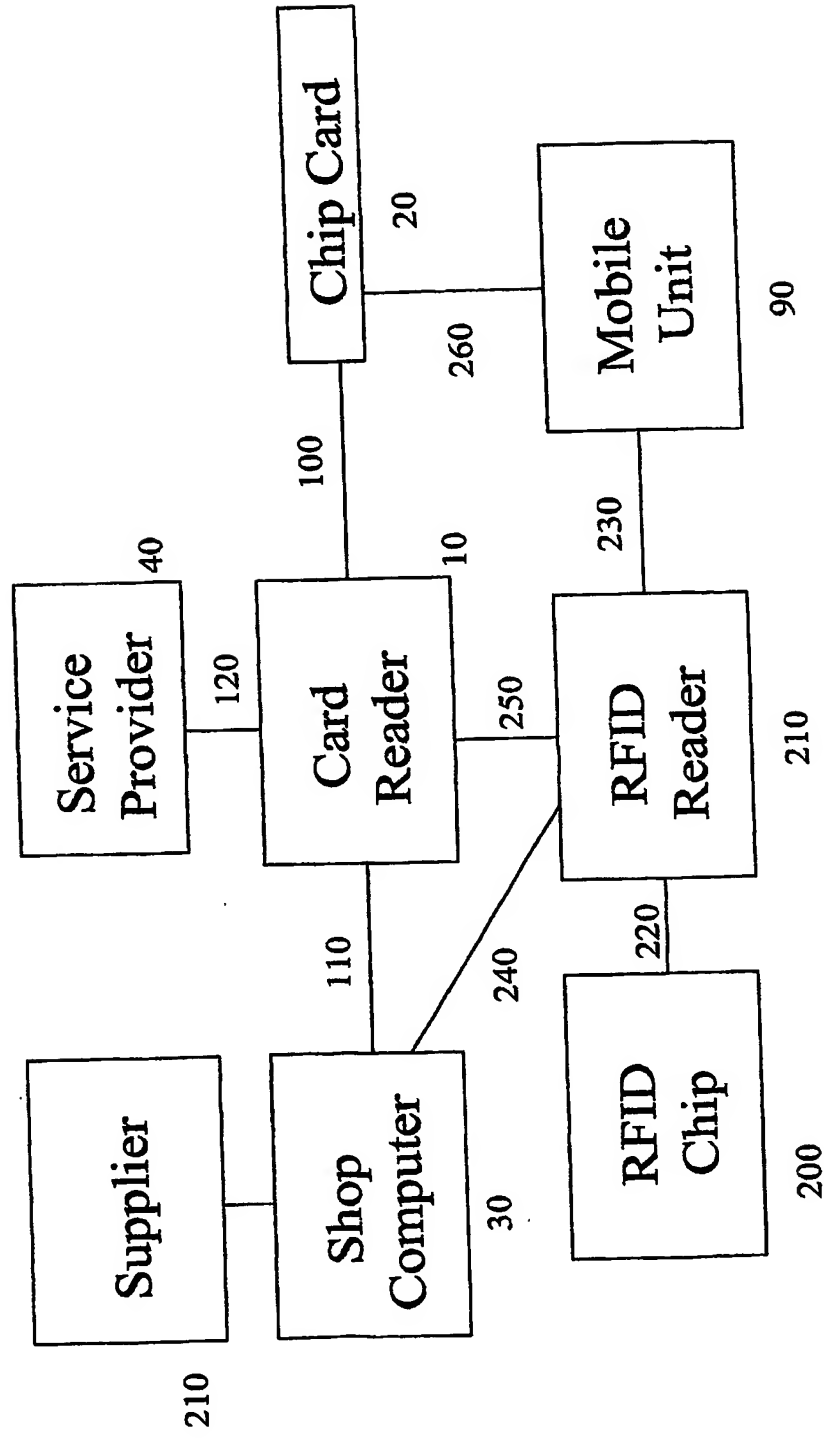 Service
Provider
40
Supplier
210
120
Chip Card
20
110
100
Shop
Computer
30
Card
Reader
10
260
240
250
230
220
RFID
Chip
200
RFID
Reader
210
Mobile
Unit
90